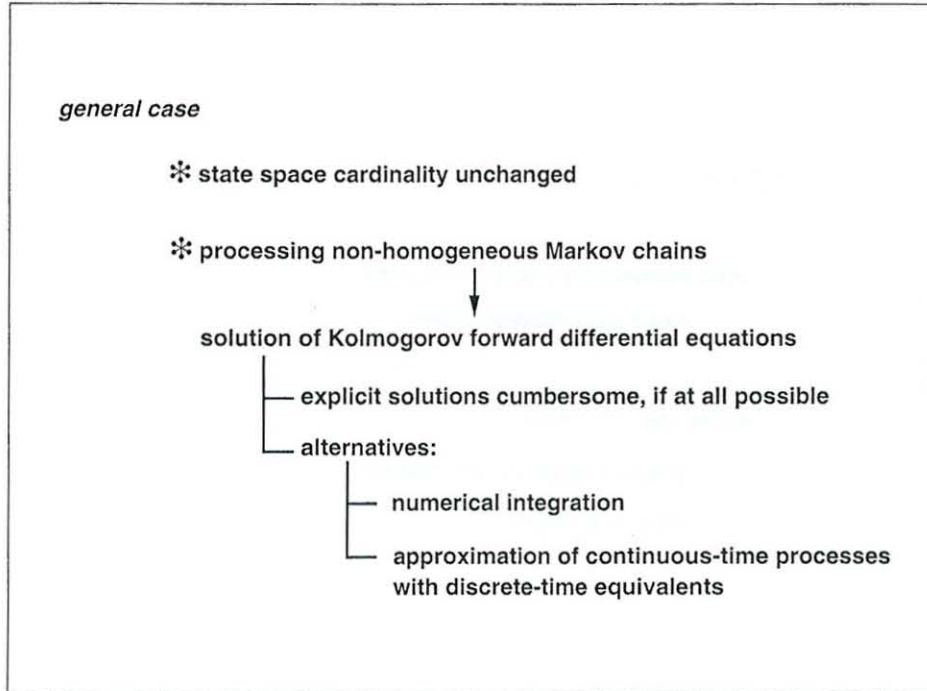 general case
* state space cardinality unchanged
* processing non-homogeneous Markov chains
solution of Kolmogorov forward differential equations
explicit solutions cumbersome, if at all possible
alternatives:
numerical integration
approximation of continuous-time processes
with discrete-time equivalents